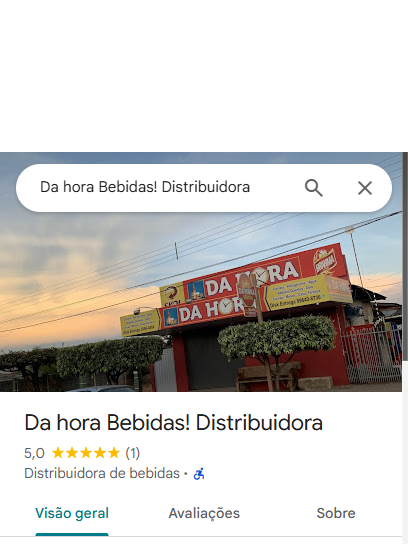 Da hora Bebidas! Distribuidora
DA HORA
DA HORA
Da hora Bebidas! Distribuidora
5,0 ★★★★★ (1)
Distribuidora de bebidas ·
Visão geral
Avaliações
Sobre